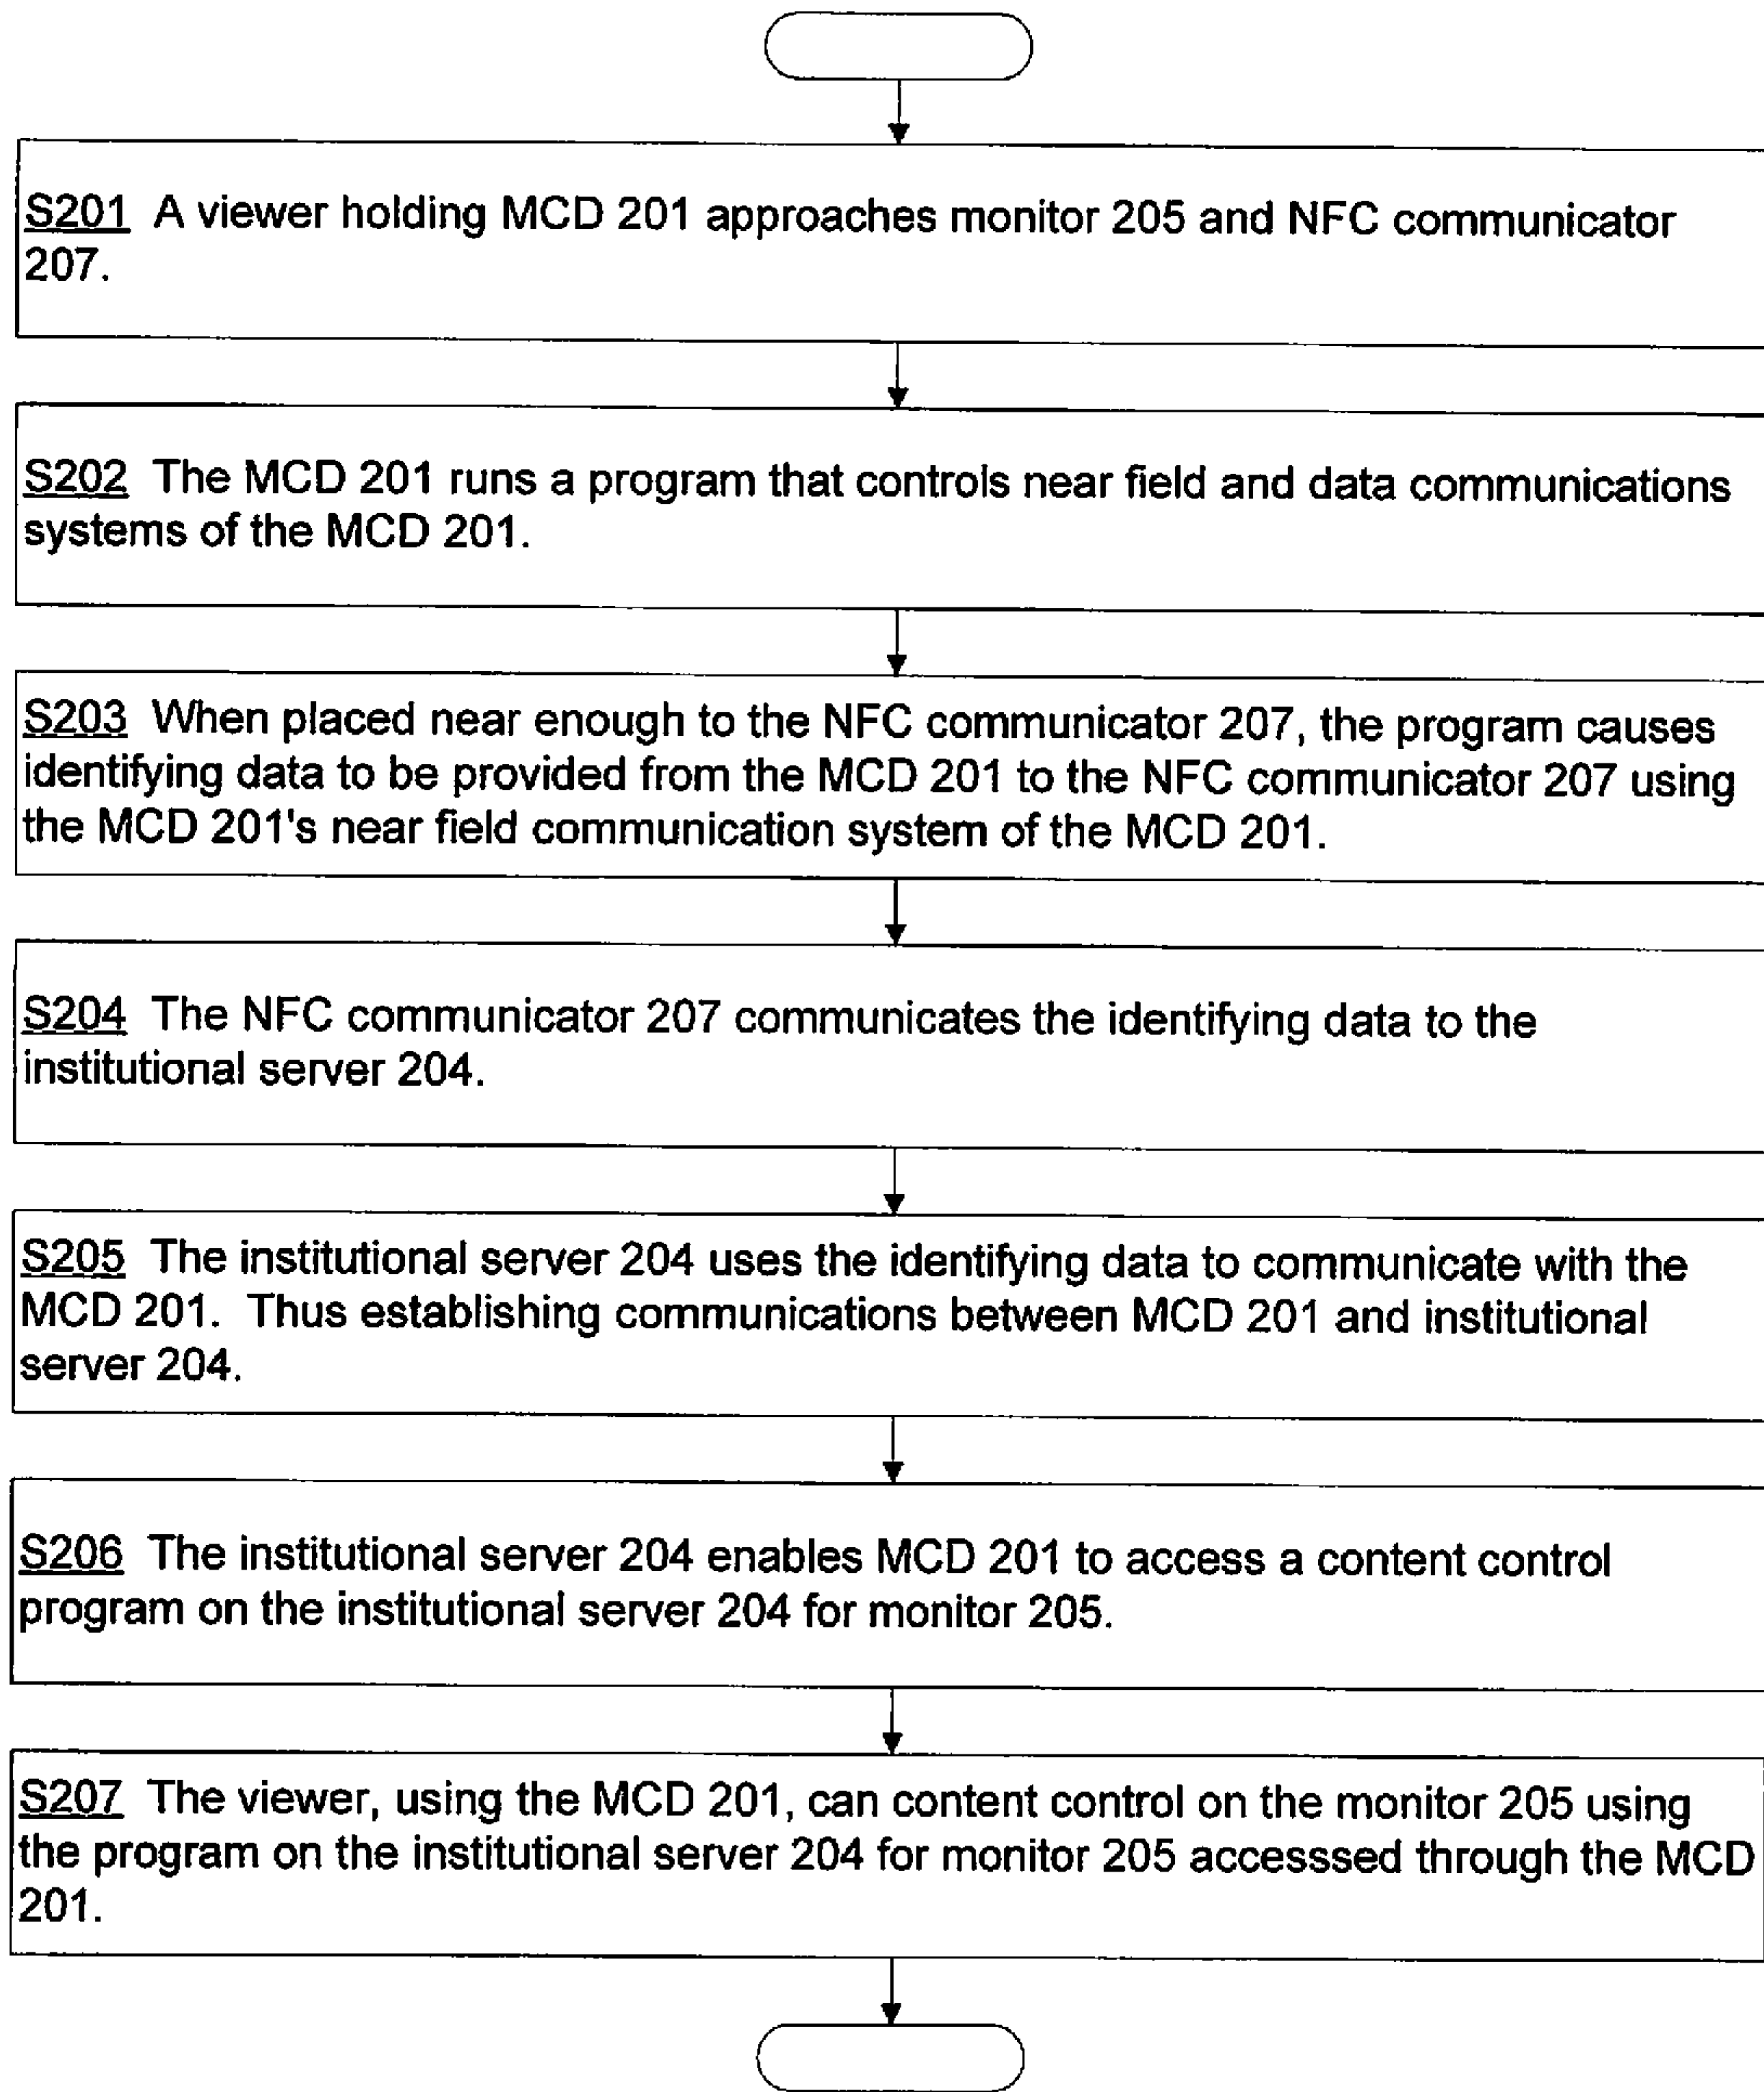 S201 A viewer holding MCD 201 approaches monitor 205 and NFC communicator
207.
S202 The MCD 201 runs a program that controls near field and data communications
systems of the MCD 201.
S203 When placed near enough to the NFC communicator 207, the program causes
identifying data to be provided from the MCD 201 to the NFC communicator 207 using
the MCD 201's near field communication system of the MCD 201.
S204 The NFC communicator 207 communicates the identifying data to the
institutional server 204.
S205 The institutional server 204 uses the identifying data to communicate with the
MCD 201. Thus establishing communications between MCD 201 and institutional
server 204.
S206 The institutional server 204 enables MCD 201 to access a content control
program on the institutional server 204 for monitor 205.
S207 The viewer, using the MCD 201, can content control on the monitor 205 using
the program on the institutional server 204 for monitor 205 accesssed through the MCD
201.